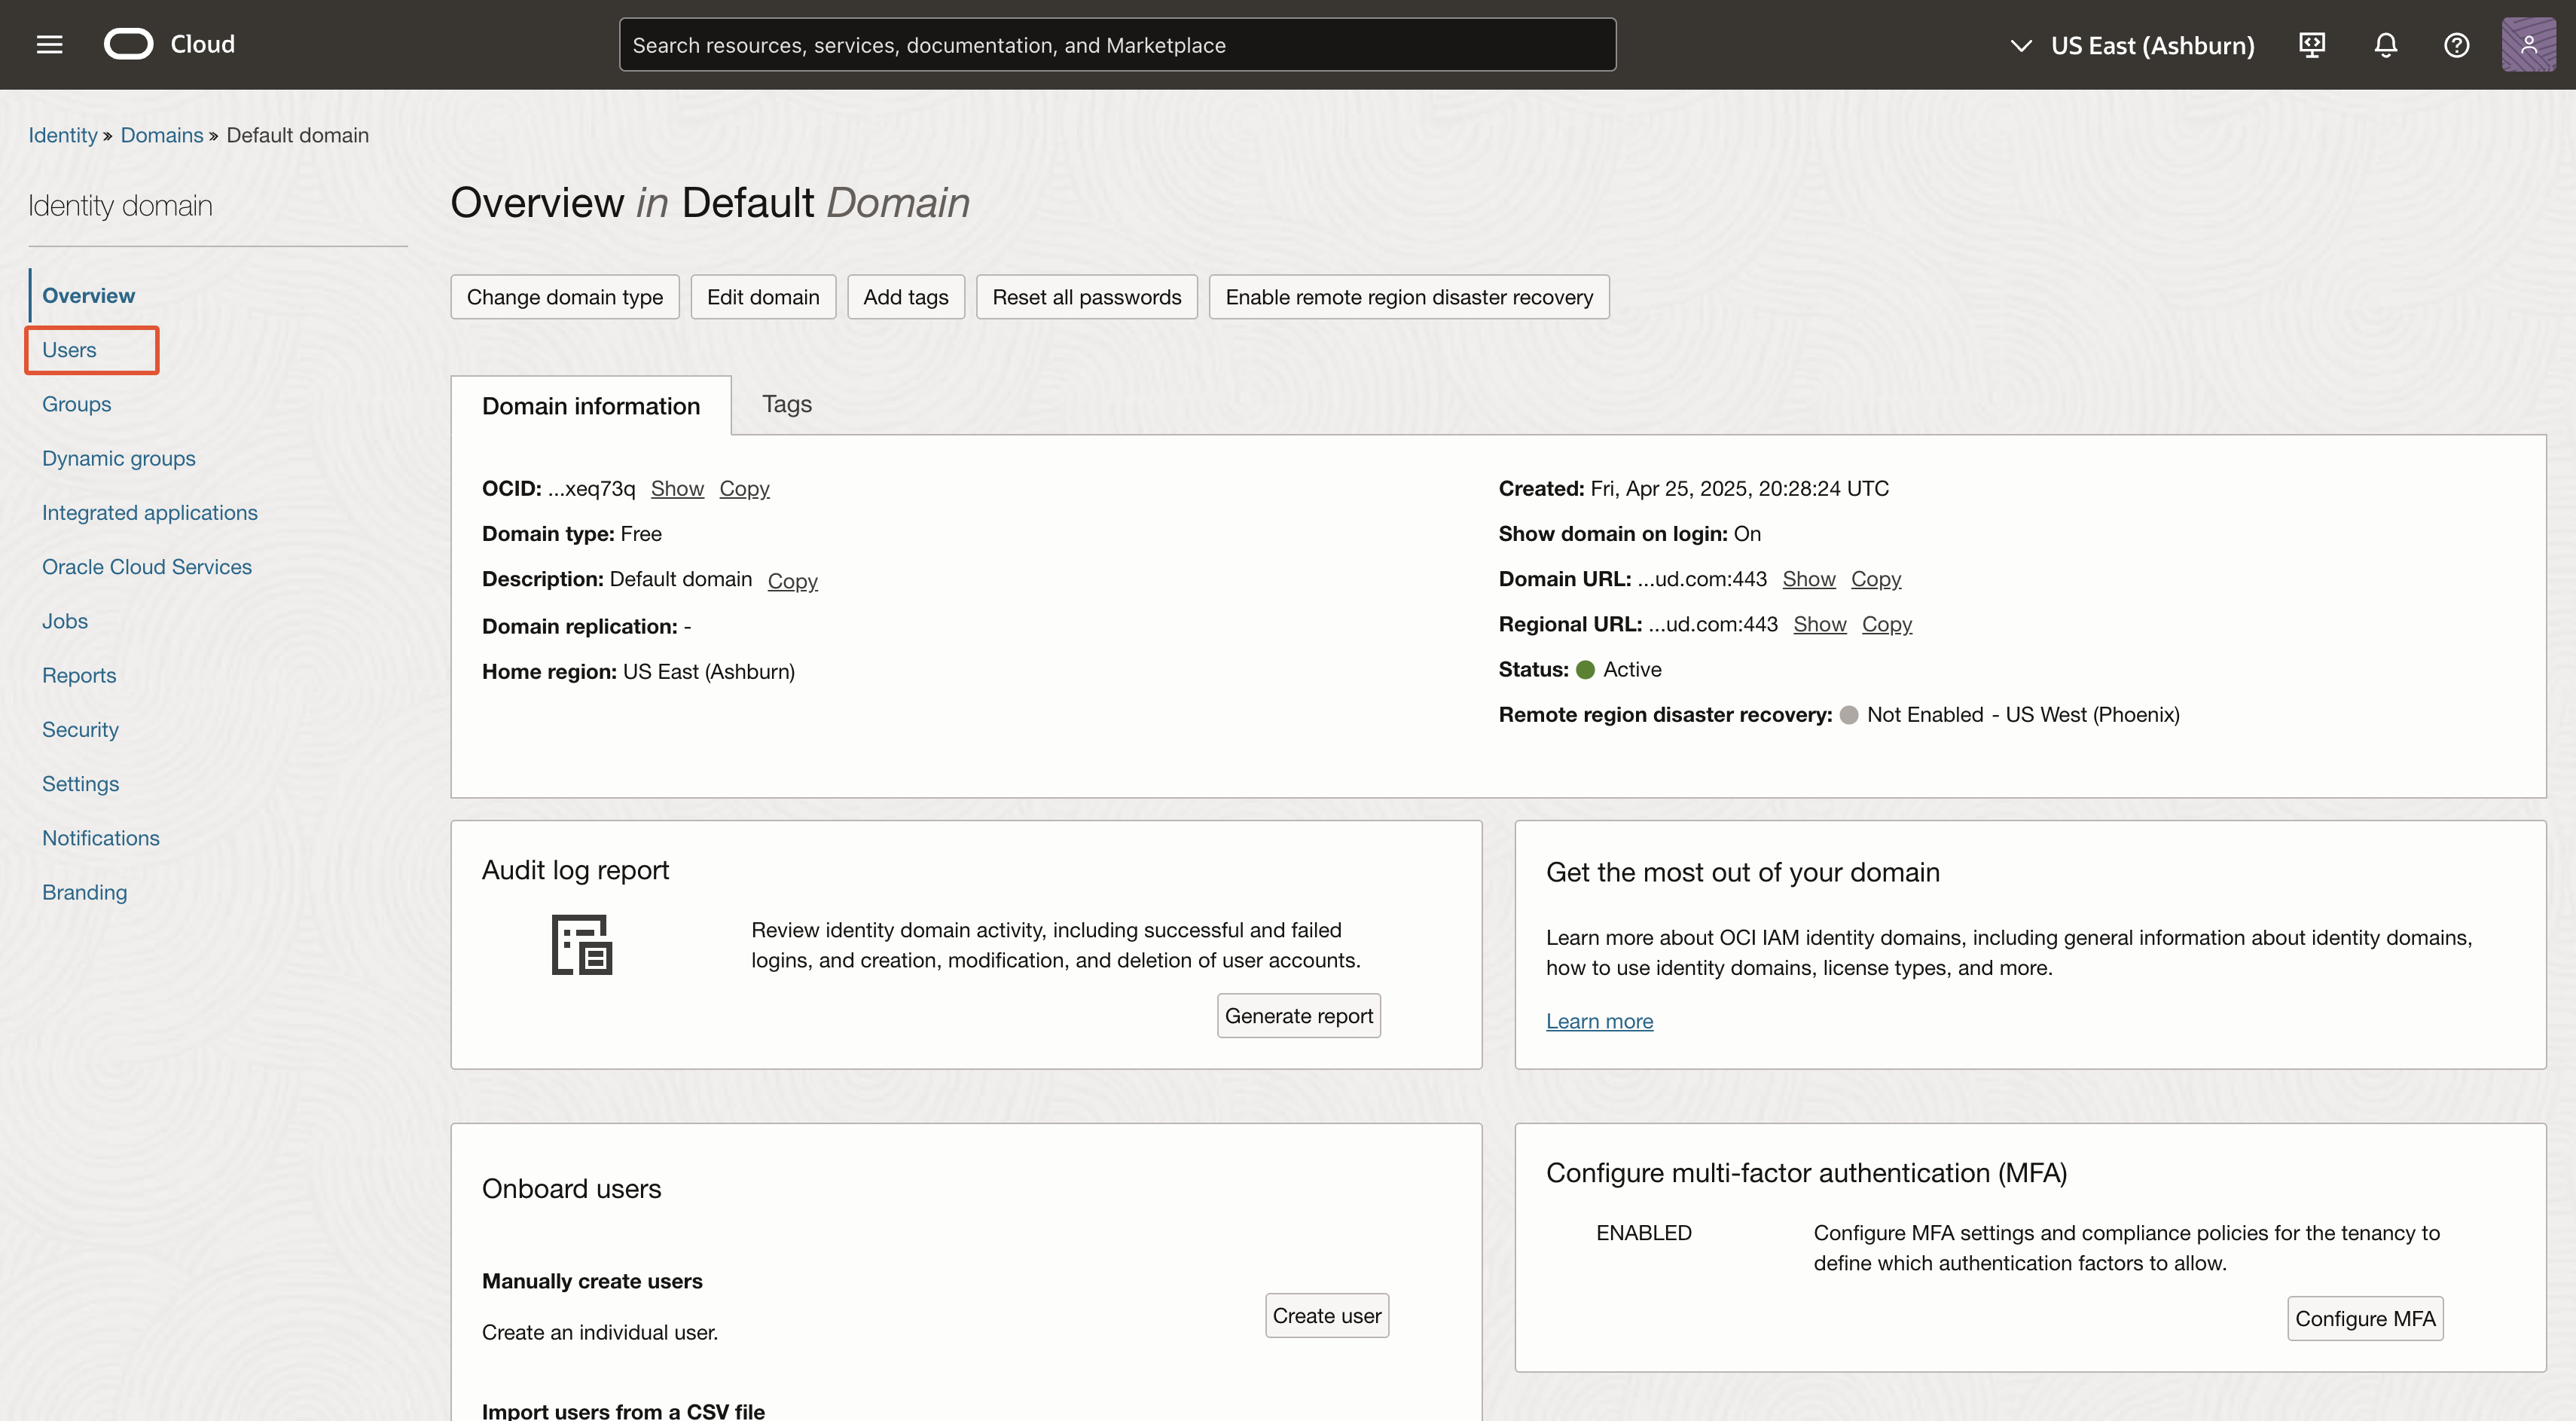 Cloud
Search resources, services, documentation, and Marketplace
US East (Ashburn)
Identity » Domains » Default domain
Identity domain
Overview
Users
Groups
Dynamic groups
Integrated applications
Oracle Cloud Services
Jobs
Reports
Security
Settings
Notifications
Branding
Overview in Default Domain
Change domain type
Edit domain
Add tags
Reset all passwords
Enable remote region disaster recovery
Domain information
Tags
OCID: ...xeq73q Show Copy
Domain type: Free
Description: Default domain Copy
Domain replication: -
Home region: US East (Ashburn)
Created: Fri, Apr 25, 2025, 20:28:24 UTC
Show domain on login: On
Domain URL: ...ud.com:443 Show Copy
Regional URL: ...ud.com:443 Show Copy
Status: Active
Remote region disaster recovery: Not Enabled - US West (Phoenix)
Audit log report
Review identity domain activity, including successful and failed
logins, and creation, modification, and deletion of user accounts.
Generate report
Get the most out of your domain
Learn more about OCI IAM identity domains, including general information about identity domains,
how to use identity domains, license types, and more.
Learn more
Onboard users
Manually create users
Create an individual user.
Create user
Import users from a CSV file
Configure multi-factor authentication (MFA)
ENABLED
Configure MFA settings and compliance policies for the tenancy to
define which authentication factors to allow.
Configure MFA